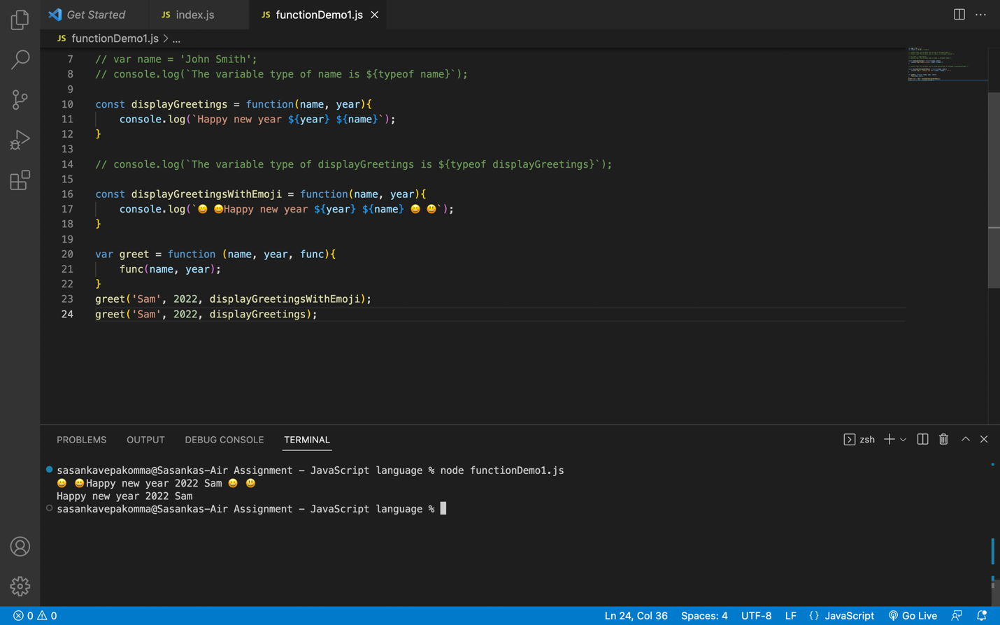 Get Started
JS index.js
JS functionDemo1.js
JS functionDemo1.js > ...
7 // var name = 'John Smith';
8 // console.log(`The variable type of name is ${typeof name}`);
9
10 const displayGreetings = function(name, year){
11 console.log(`Happy new year ${year} ${name}`);
12 }
13
14 // console.log(`The variable type of displayGreetings is ${typeof displayGreetings}`);
15
16 const displayGreetingsWithEmoji = function(name, year){
17 console.log(`😄 😄Happy new year ${year} ${name} 😄 😃`);
18 }
19
20 var greet = function (name, year, func){
21 func(name, year);
22 }
23 greet('Sam', 2022, displayGreetingsWithEmoji);
24 greet('Sam', 2022, displayGreetings);
PROBLEMS OUTPUT DEBUG CONSOLE TERMINAL
zsh
sasankavepakomma@Sasankas-Air Assignment - JavaScript language % node functionDemo1.js
😄 😄Happy new year 2022 Sam 😄 😃
Happy new year 2022 Sam
sasankavepakomma@Sasankas-Air Assignment - JavaScript language %
0 0
Ln 24, Col 36 Spaces: 4 UTF-8 LF {} JavaScript Go Live